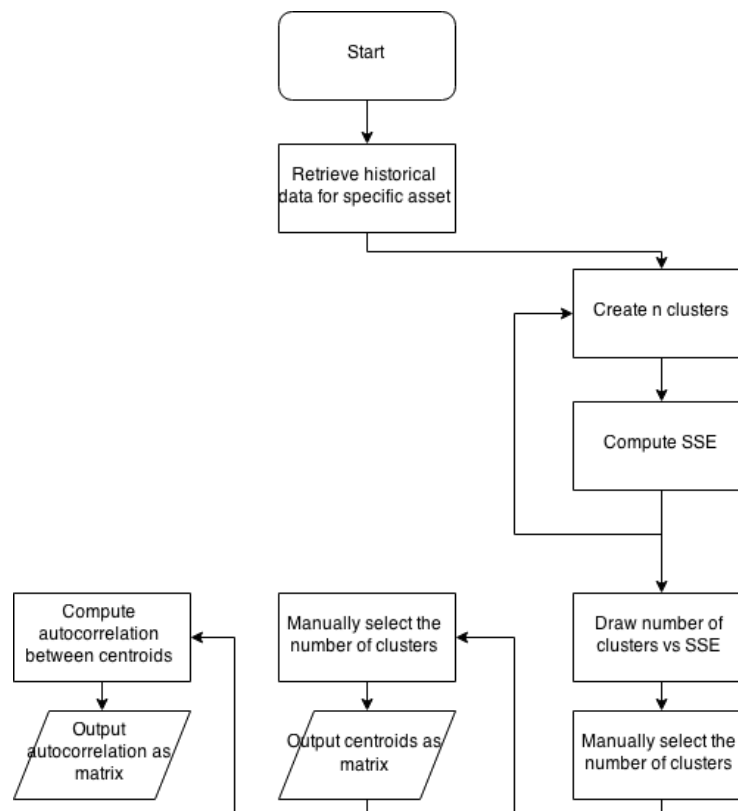 Start
Retrieve historical
data for specific asset
Create n clusters
Compute SSE
Compute
autocorrelation
between centroids
Manually select the
number of clusters
Draw number of
clusters vs SSE
Output
autocorrelation as
matrix
Output centroids as
matrix
Manually select the
number of clusters